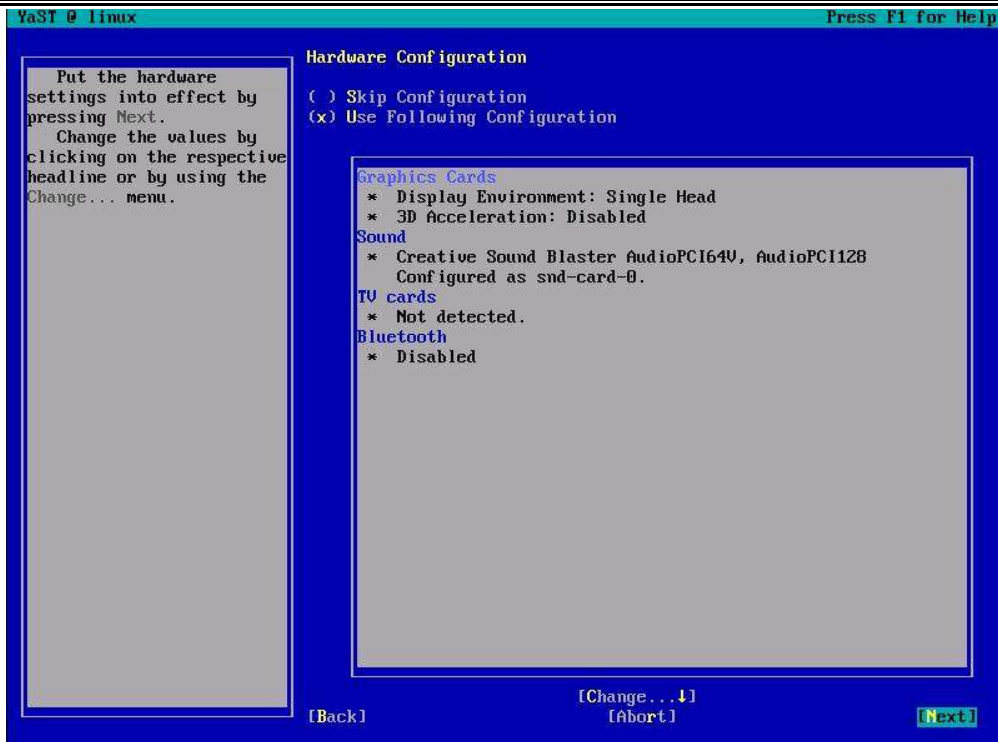 YaST @ linux Press F1 for Help
Put the hardware
settings into effect by
pressing Next.
Change the values by
clicking on the respective
headline or by using the
Change... menu.
Hardware Configuration
( ) Skip Configuration
(x) Use Following Configuration
Graphics Cards
* Display Environment: Single Head
* 3D Acceleration: Disabled
Sound
* Creative Sound Blaster AudioPCI64V, AudioPCI128
Configured as snd-card-0.
TV cards
* Not detected.
Bluetooth
* Disabled
[Change...↓]
[Back] [Abort] [Next]